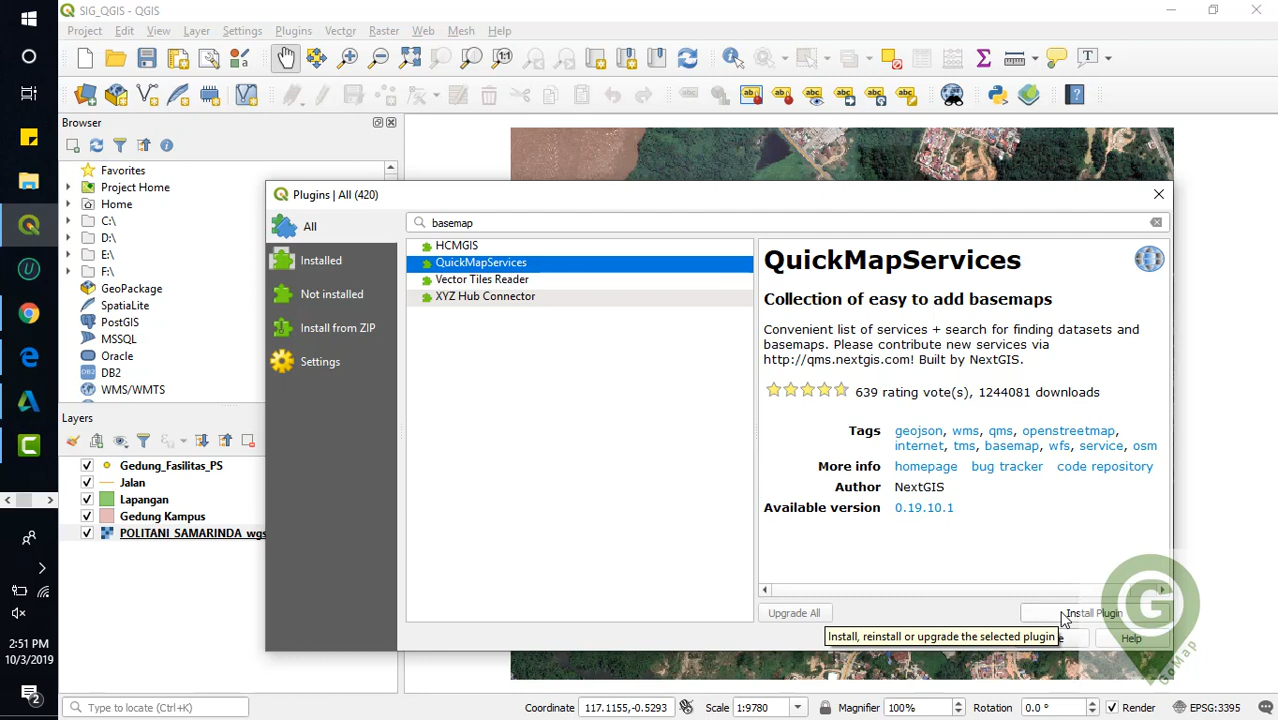 SIG_QGIS - QGIS
Project Edit View Layer Settings Plugins Vector Raster Web Mesh Help
Browser
Favorites
Project Home
Home
C:\
D:\
E:\
F:\
GeoPackage
SpatiaLite
PostGIS
MSSQL
Oracle
DB2
WMS/WMTS
Layers
Gedung_Fasilitas_PS
Jalan
Lapangan
Gedung Kampus
POLITANI_SAMARINDA_wgs
Plugins | All (420)
All
Installed
Not installed
Install from ZIP
Settings
basemap
HCMGIS
QuickMapServices
Vector Tiles Reader
XYZ Hub Connector
QuickMapServices
Collection of easy to add basemaps
Convenient list of services + search for finding datasets and
basemaps. Please contribute new services via
http://qms.nextgis.com! Built by NextGIS.
639 rating vote(s), 1244081 downloads
Tags geojson, wms, qms, openstreetmap,
internet, tms, basemap, wfs, service, osm
More info homepage bug tracker code repository
Author NextGIS
Available version 0.19.10.1
Upgrade All Install Plugin
Install, reinstall or upgrade the selected plugin
Help
GoMap
2:51 PM
10/3/2019
2
Type to locate (Ctrl+K) Coordinate 117.1155,-0.5293 Scale 1:9780 Magnifier 100% Rotation 0.0 ° Render EPSG:3395